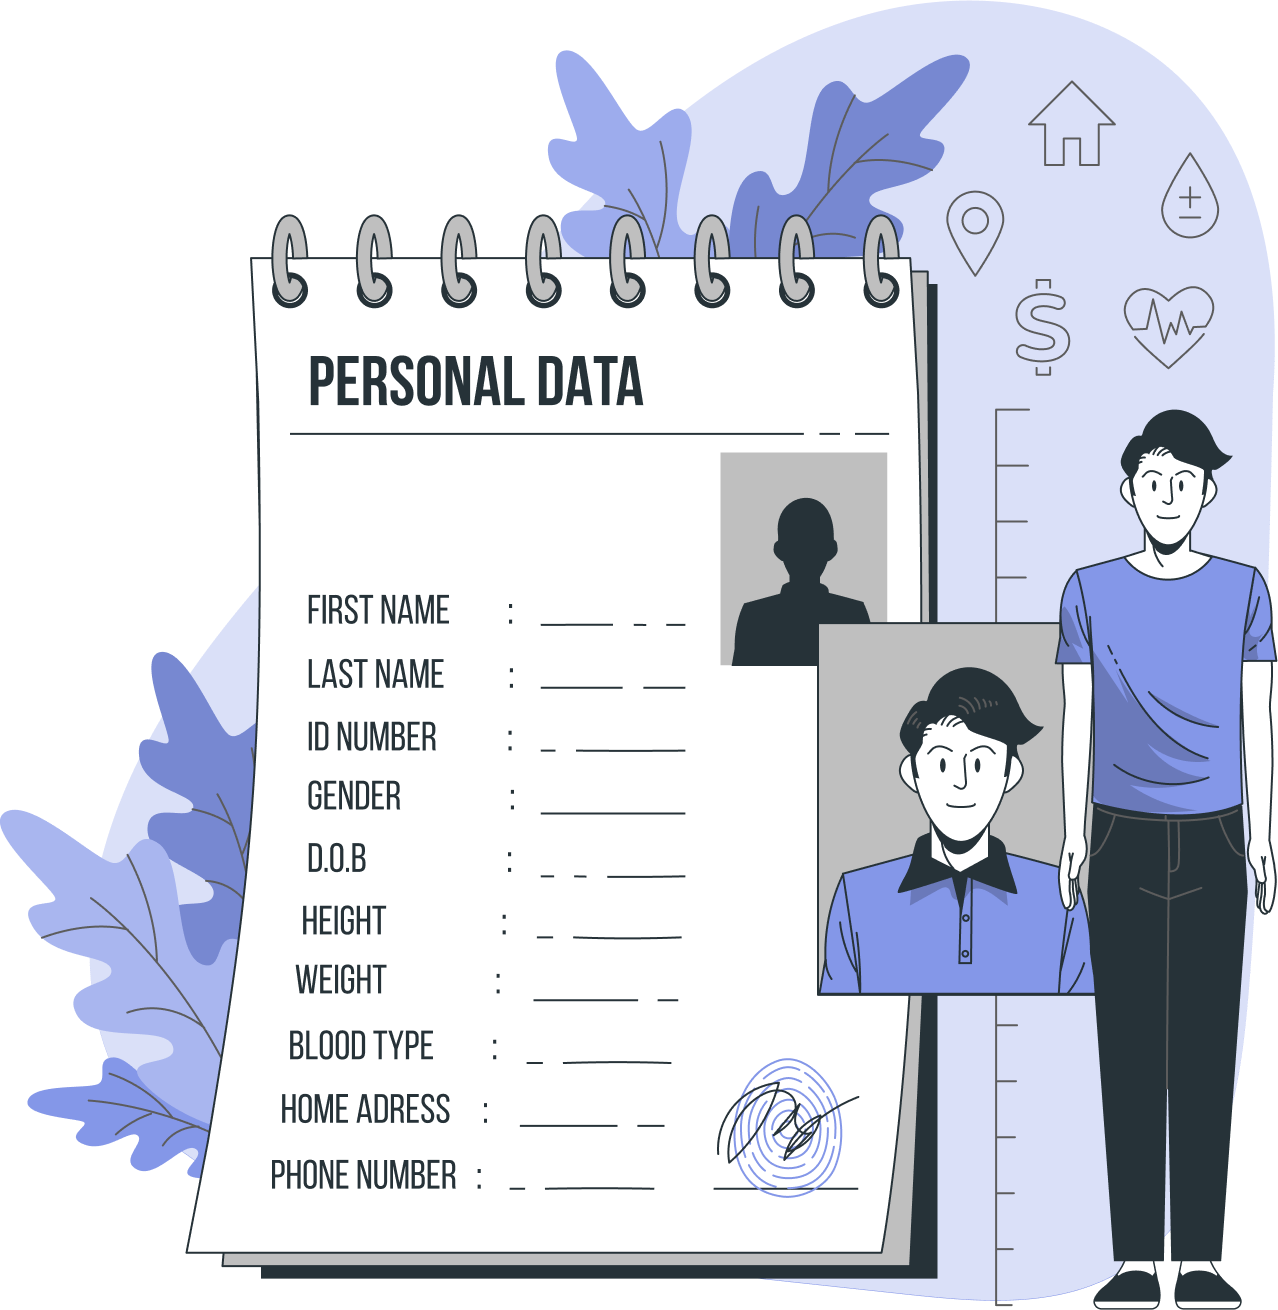 PERSONAL DATA
FIRST NAME :
LAST NAME :
ID NUMBER :
GENDER :
D.O.B :
HEIGHT :
WEIGHT :
BLOOD TYPE :
HOME ADRESS :
PHONE NUMBER :